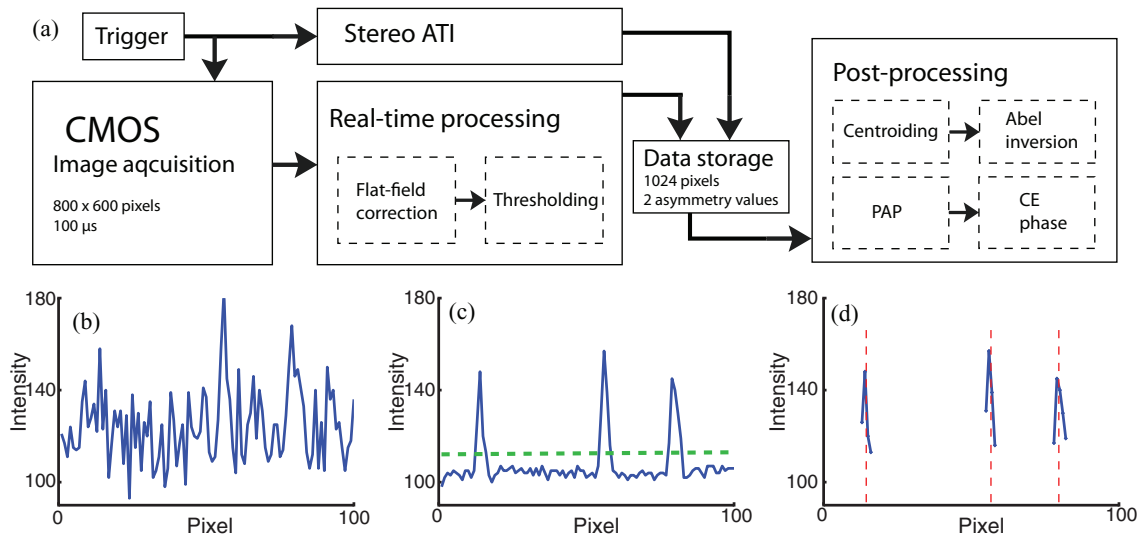 (a)
Trigger
Stereo ATI
CMOS
Image aqcuisition
800 x 600 pixels
100 µs
Real-time processing
Flat-field
correction
Thresholding
Data storage
1024 pixels
2 asymmetry values
Post-processing
Centroiding
Abel
inversion
PAP
CE
phase
(b)
180
140
100
Intensity
0
Pixel
100
(c)
180
140
100
Intensity
0
Pixel
100
(d)
180
140
100
Intensity
0
Pixel
100